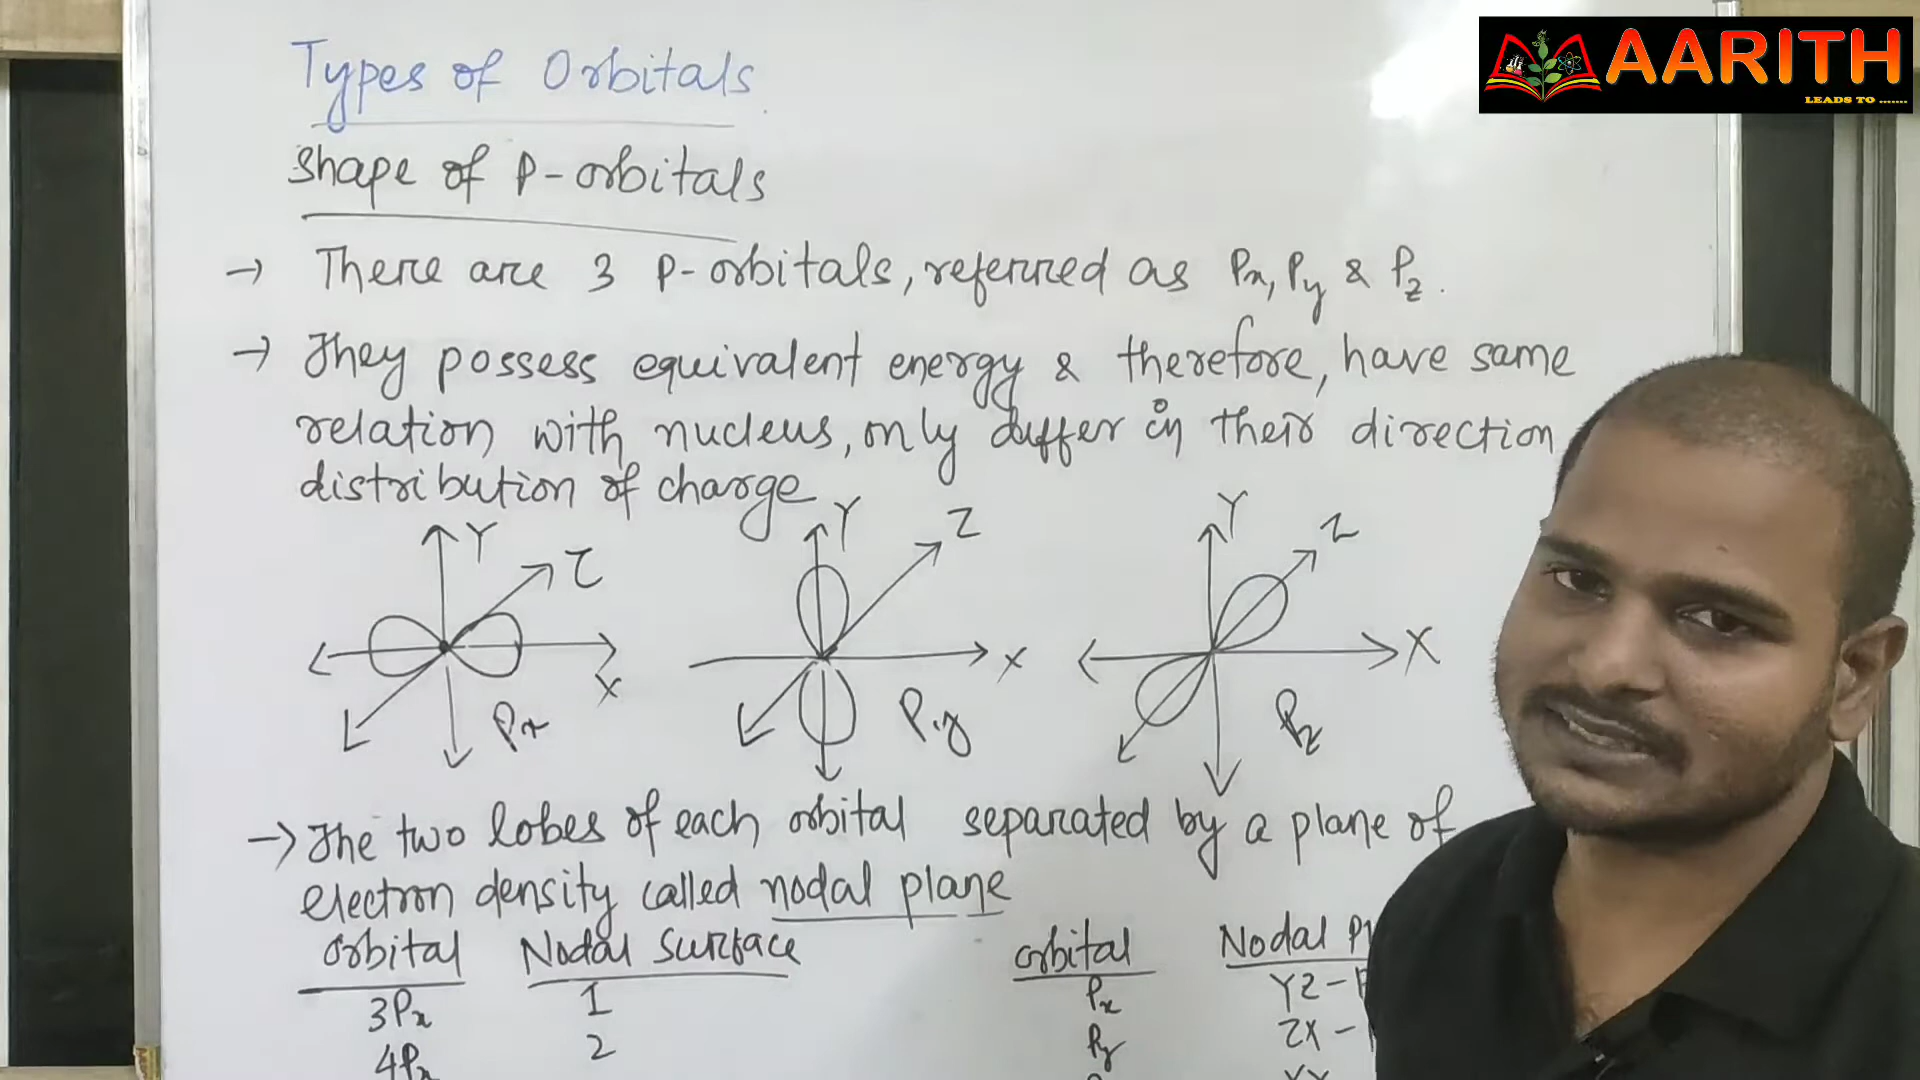 AARITH
LEADS TO .......
Types of Orbitals
Shape of P-orbitals
→ There are 3 P-orbitals, referred as Px, Py & Pz.
→ They possess equivalent energy & therefore, have same
relation with nucleus, only differ in their direction
distribution of charge
Y Z X Px
Y Z X Py
Y Z X Pz
→ The two lobes of each orbital separated by a plane of
electron density called nodal plane
orbital Nodal Surface
3Px 1
4Px 2
orbital Nodal Pl
Px YZ -
Py ZX -
XY